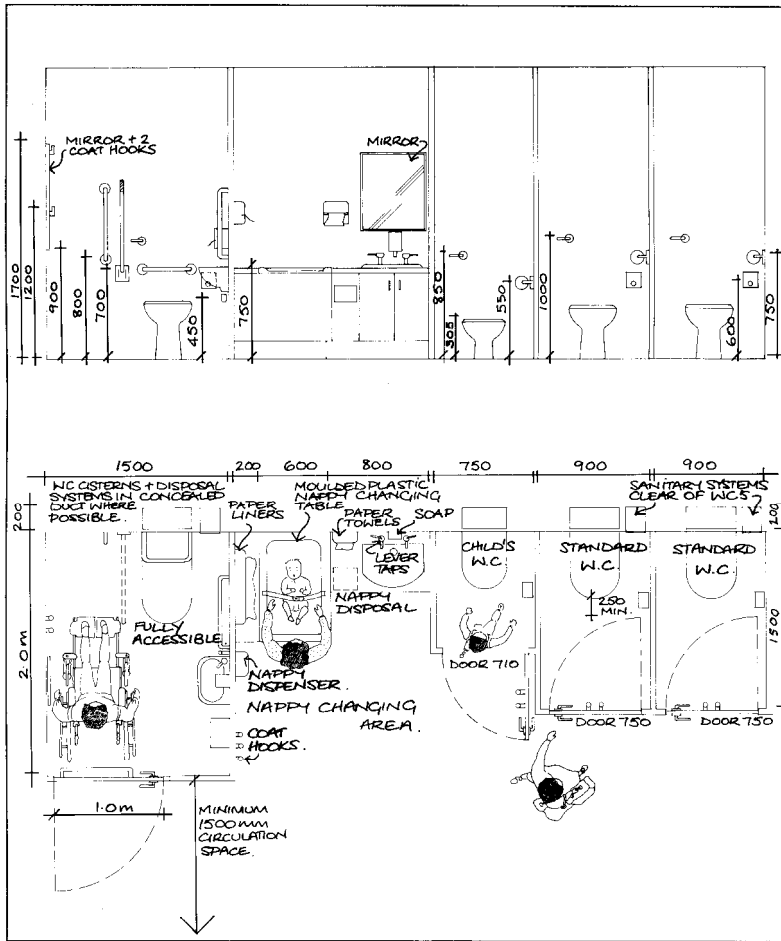 MIRROR + 2
COAT HOOKS
MIRROR
1700
1200
900
800
700
450
750
850
305
550
1000
600
750
1500
200
600
800
750
900
900
WC CISTERNS + DISPOSAL
SYSTEMS IN CONCEALED
DUCT WHERE
POSSIBLE.
PAPER
LINERS
MOULDED PLASTIC
NAPPY CHANGING
TABLE
PAPER
TOWELS
SOAP
SANITARY SYSTEMS
CLEAR OF WC'S
200
200
LEVER
TAPS
CHILD'S
W.C
STANDARD
W.C.
STANDARD
W.C
NAPPY
DISPOSAL
250
MIN.
1500
2.0m
FULLY
ACCESSIBLE
DOOR 710
NAPPY
DISPENSER.
NAPPY CHANGING
AREA.
DOOR 750
DOOR 750
COAT
HOOKS.
1.0m
MINIMUM
1500MM
CIRCULATION
SPACE.